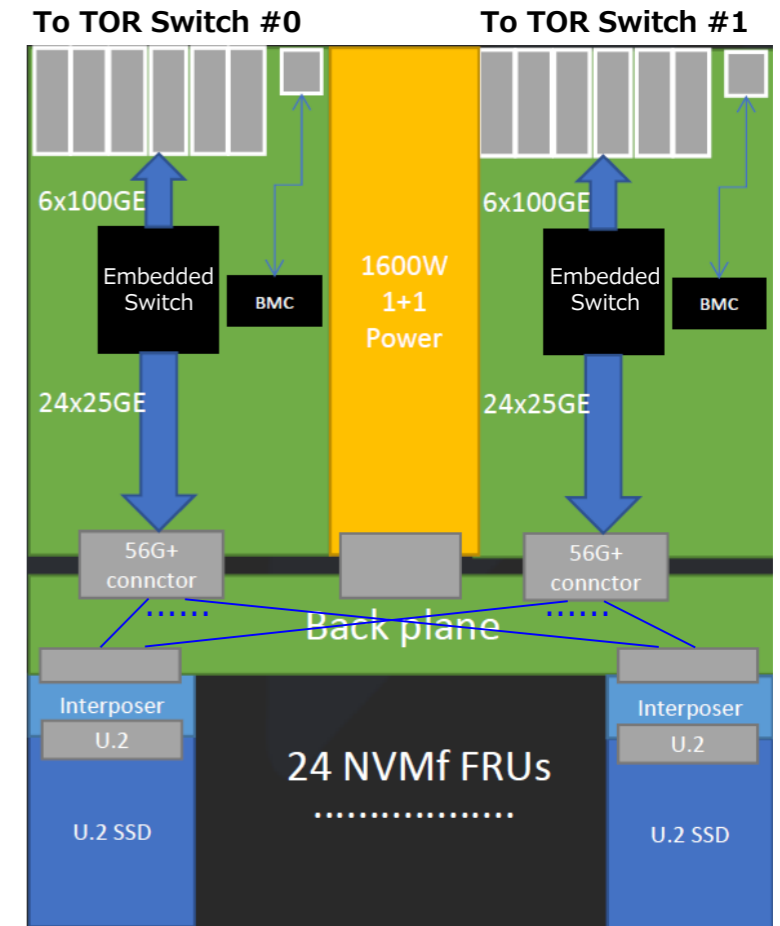 To TOR Switch #0
To TOR Switch #1
6x100GE
6x100GE
Embedded
Switch
BMC
1600W
1+1
Power
Embedded
Switch
BMC
24x25GE
24x25GE
56G+
connctor
56G+
connctor
......
......
Back plane
Interposer
U.2
U.2 SSD
24 NVMf FRUs
..................
Interposer
U.2
U.2 SSD